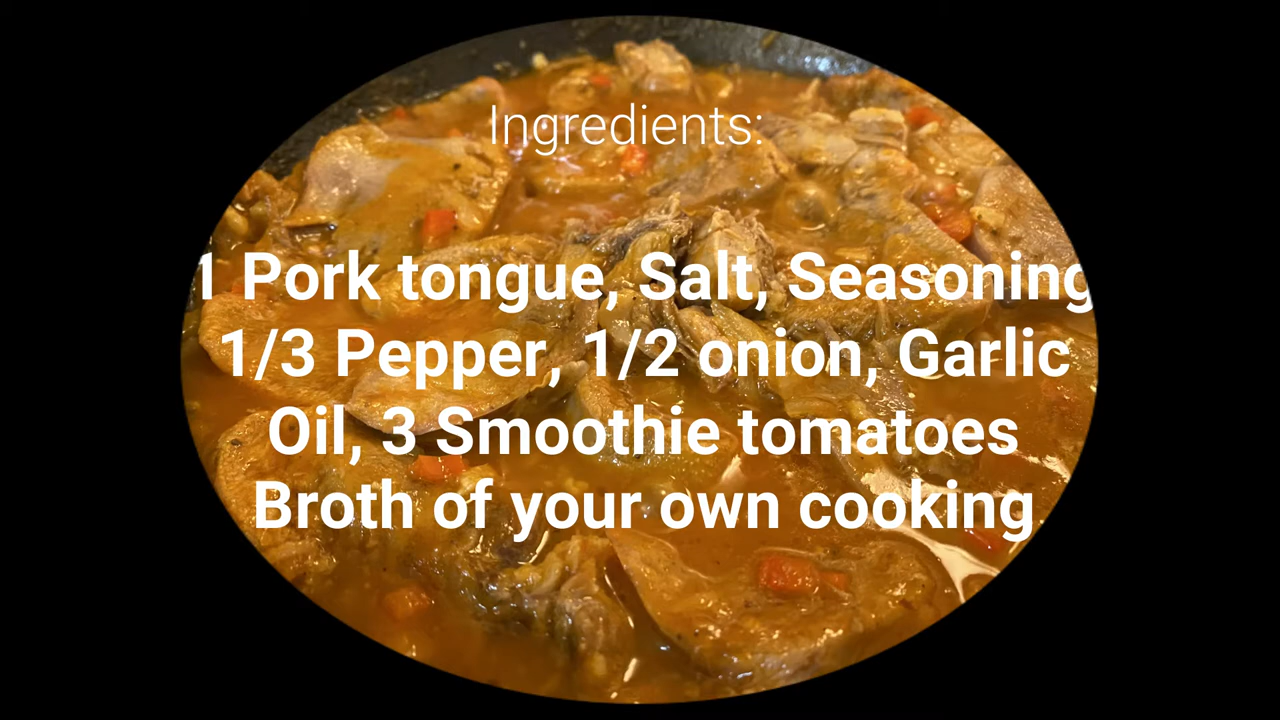 Ingredients:
1 Pork tongue, Salt, Seasoning
1/3 Pepper, 1/2 onion, Garlic
Oil, 3 Smoothie tomatoes
Broth of your own cooking